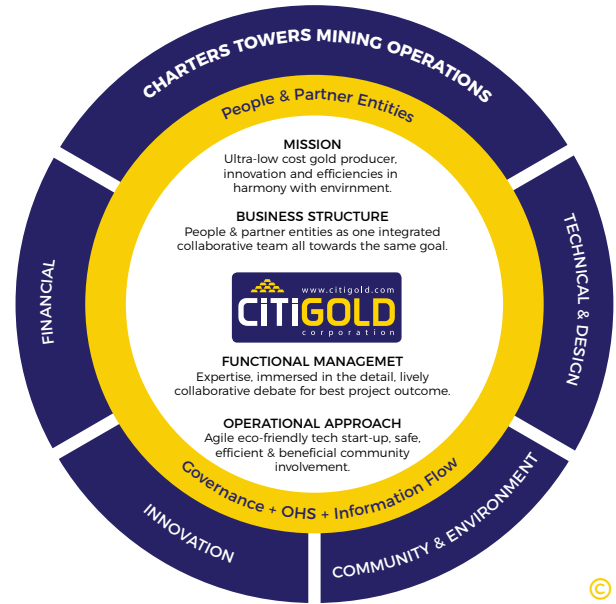 CHARTERS TOWERS MINING OPERATIONS
People & Partner Entities
MISSION
Ultra-low cost gold producer,
innovation and efficiencies in
harmony with envirnment.
BUSINESS STRUCTURE
People & partner entities as one integrated
collaborative team all towards the same goal.
www.citigold.com
CiTiGOLD
corporation
FUNCTIONAL MANAGEMET
Expertise, immersed in the detail, lively
collaborative debate for best project outcome.
OPERATIONAL APPROACH
Agile eco-friendly tech start-up, safe,
efficient & beneficial community
involvement.
Governance + OHS + Information Flow
FINANCIAL
TECHNICAL & DESIGN
INNOVATION
COMMUNITY & ENVIRONMENT
©